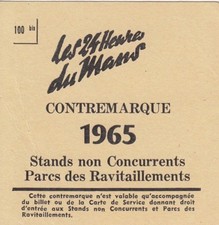 100 bis
Les 24 Heures
du Mans
CONTREMARQUE
1965
Stands non Concurrents
Parcs des Ravitaillements
Cette contremarque n'est valable qu'accompagnée
du billet ou de la Carte de Service donnant droit
d'entrée aux Stands non Concurrents et Parcs des
Ravitaillements.